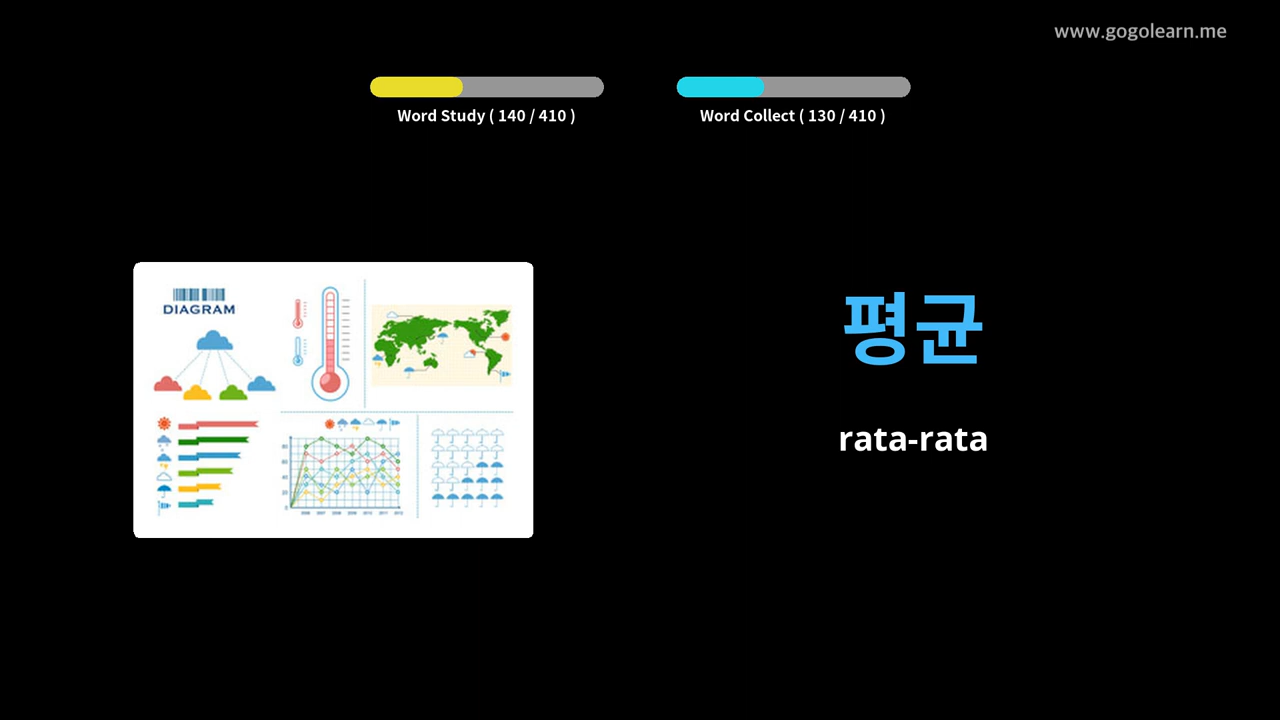 www.gogolearn.me
Word Study ( 140 / 410 )
Word Collect ( 130 / 410 )
DIAGRAM
평균
rata-rata